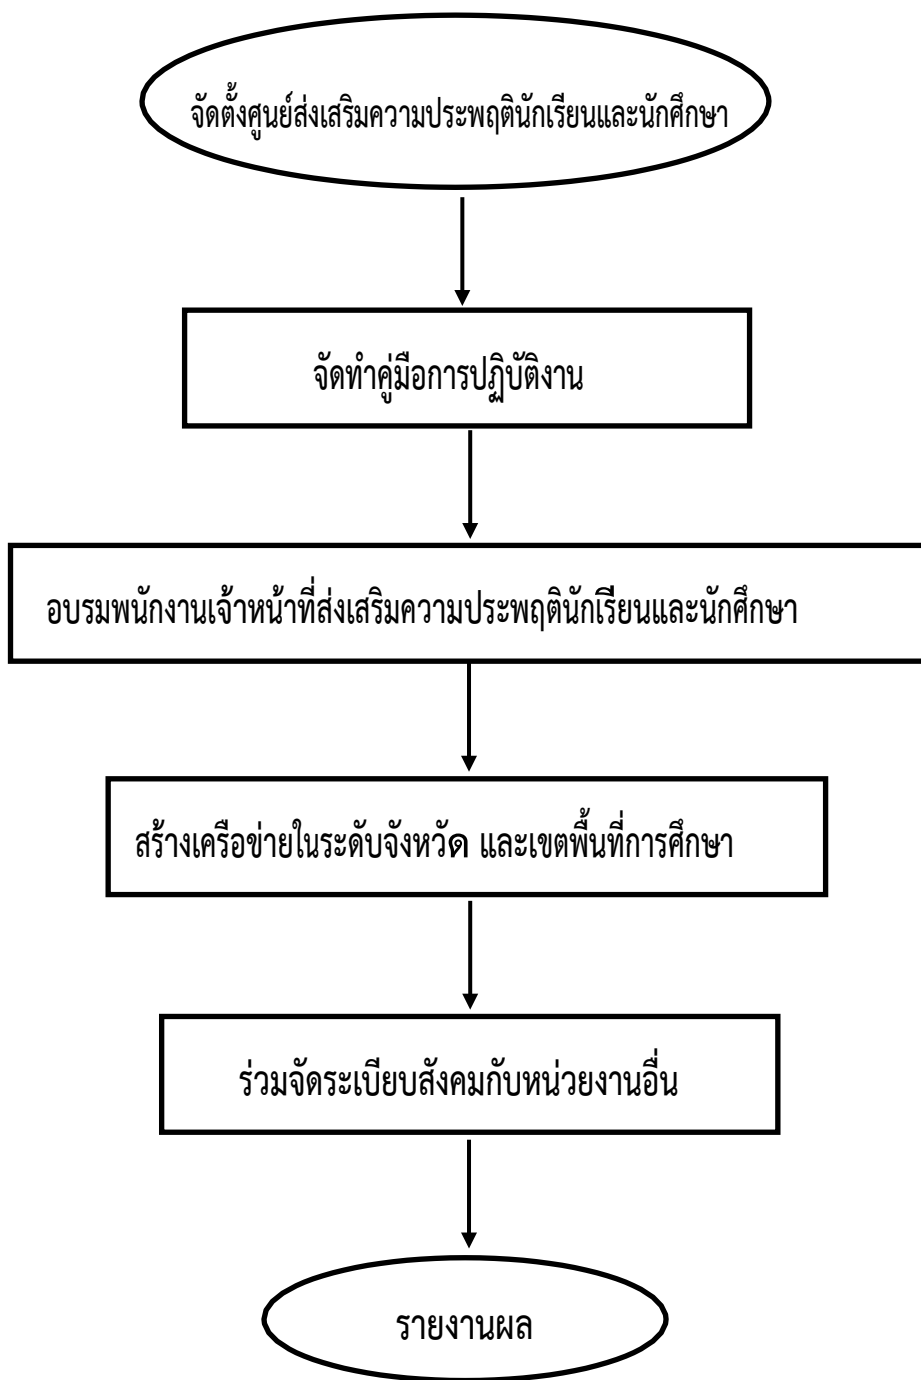 จัดตั้งศูนย์ส่งเสริมความประพฤตินักเรียนและนักศึกษา
จัดทำคู่มือการปฏิบัติงาน
อบรมพนักงานเจ้าหน้าที่ส่งเสริมความประพฤตินักเรียนและนักศึกษา
สร้างเครือข่ายในระดับจังหวัด และเขตพื้นที่การศึกษา
ร่วมจัดระเบียบสังคมกับหน่วยงานอื่น
รายงานผล